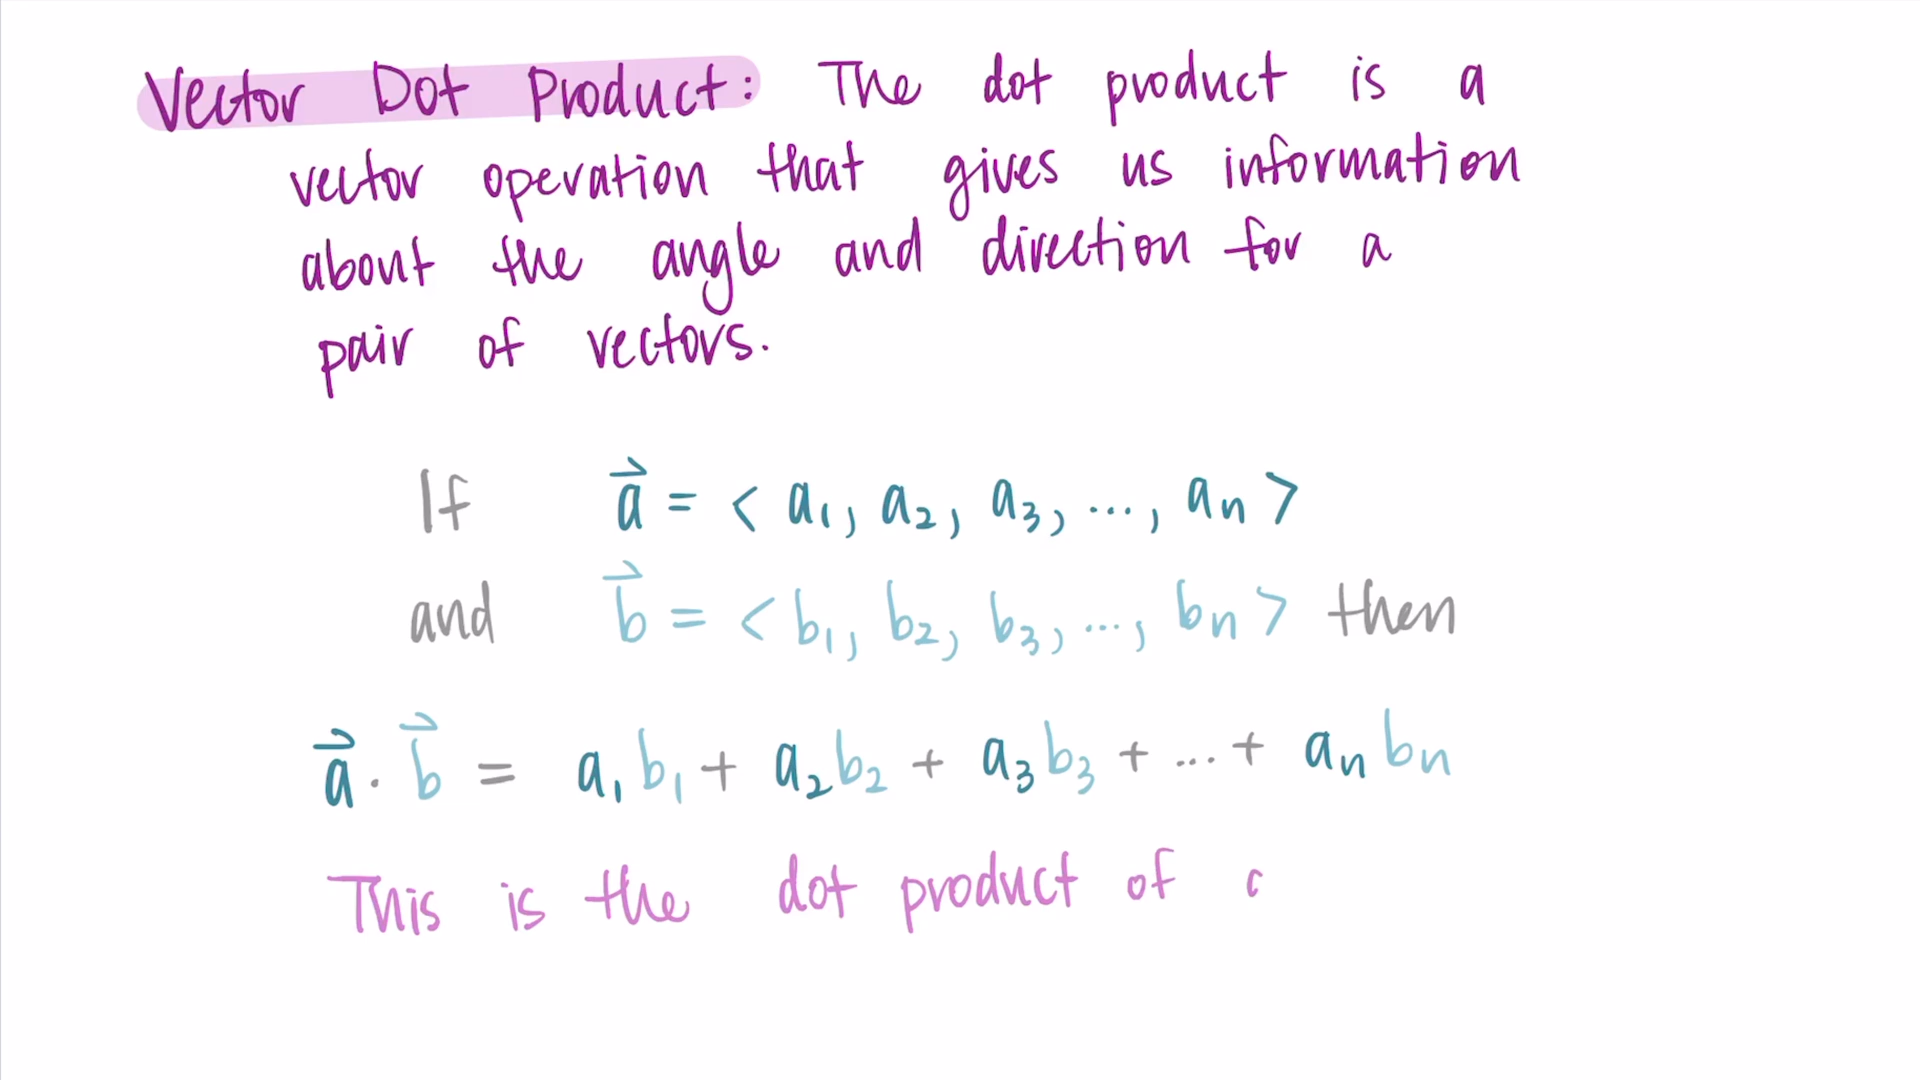 Vector Dot Product: The dot product is a
vector operation that gives us information
about the angle and direction for a
pair of vectors.
If a⃗ = < a₁, a₂, a₃, ..., aₙ >
and b⃗ = < b₁, b₂, b₃, ..., bₙ > then
a⃗ · b⃗ = a₁b₁ + a₂b₂ + a₃b₃ + ... + aₙbₙ
This is the dot product of